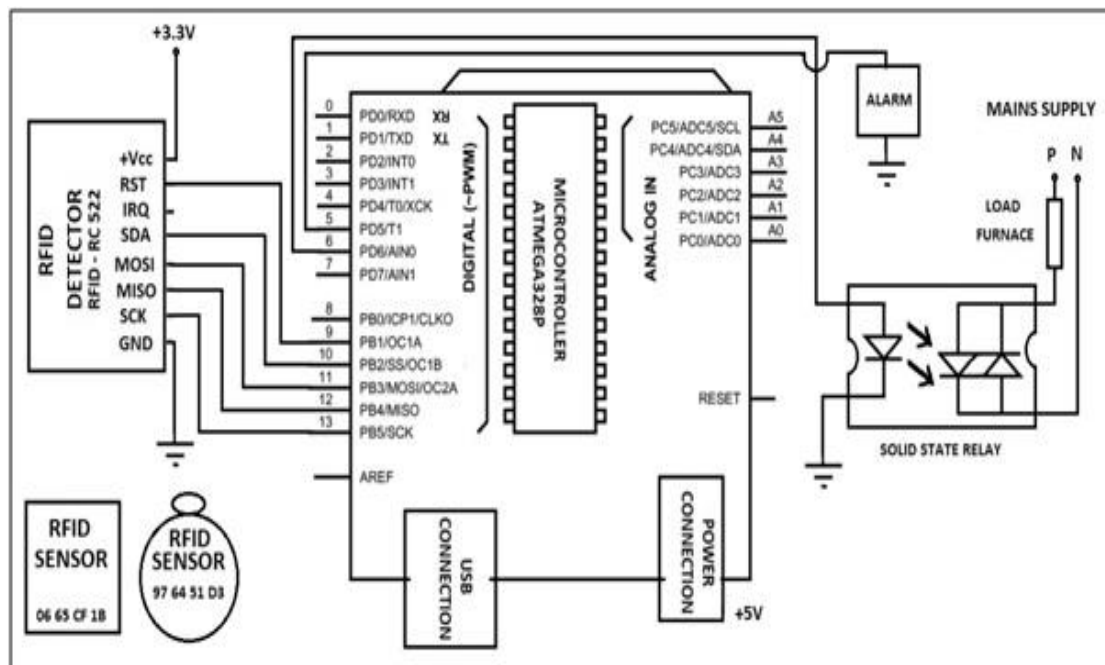 +3.3V
RFID
DETECTOR
RFID - RC 522
+Vcc
RST
IRQ
SDA
MOSI
MISO
SCK
GND
0
1
2
3
4
5
6
7
8
9
10
11
12
13
PD0/RXD
RX
PD1/TXD
TX
PD2/INT0
PD3/INT1
PD4/T0/XCK
PD5/T1
PD6/AIN0
PD7/AIN1
PB0/ICP1/CLKO
PB1/OC1A
PB2/SS/OC1B
PB3/MOSI/OC2A
PB4/MISO
PB5/SCK
AREF
DIGITAL (~PWM)
MICROCONTROLLER
ATMEGA328P
ANALOG IN
PC5/ADC5/SCL
PC4/ADC4/SDA
PC3/ADC3
PC2/ADC2
PC1/ADC1
PC0/ADC0
A5
A4
A3
A2
A1
A0
RESET
ALARM
MAINS SUPPLY
P N
LOAD
FURNACE
SOLID STATE RELAY
RFID
SENSOR
06 65 CF 1B
RFID
SENSOR
97 64 51 D3
USB
CONNECTION
POWER
CONNECTION
+5V